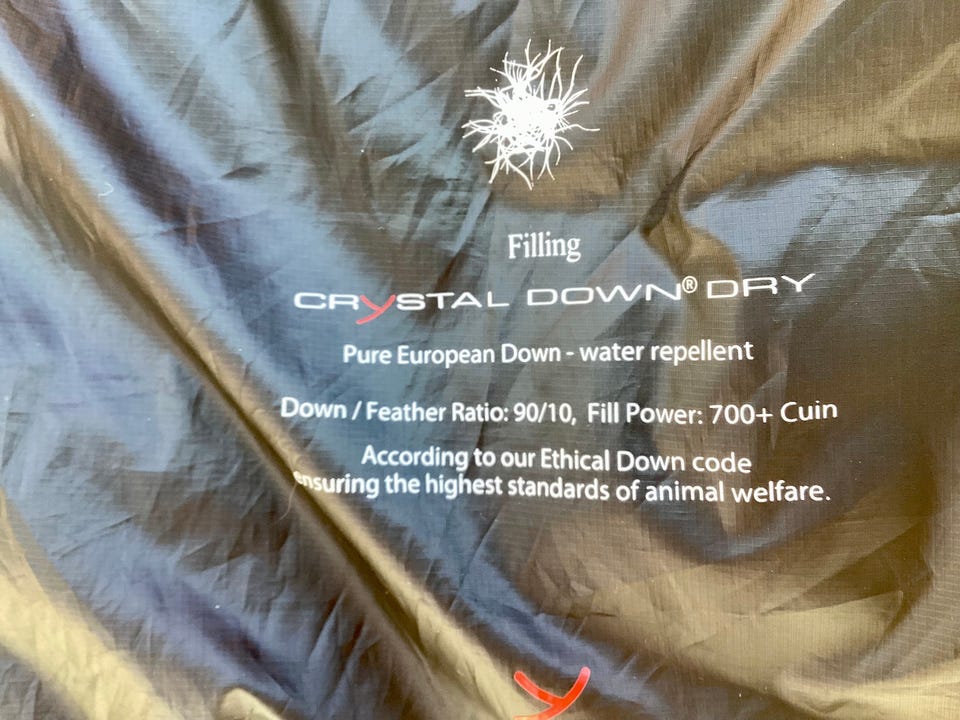 Filling
CRYSTAL DOWN® DRY
Pure European Down - water repellent
Down / Feather Ratio: 90/10, Fill Power: 700+ Cuin
According to our Ethical Down code
ensuring the highest standards of animal welfare.